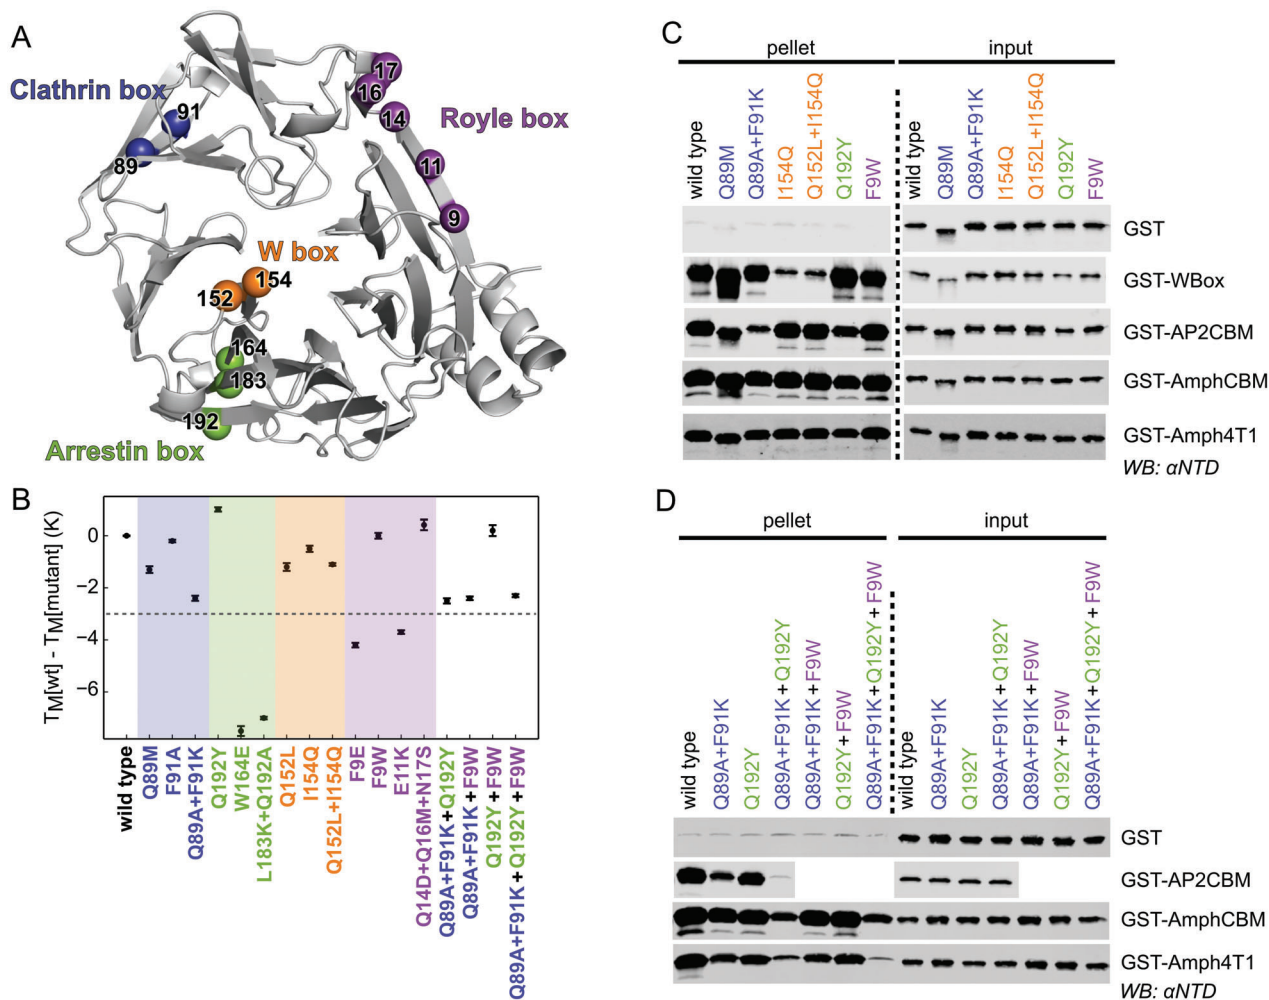 A
Clathrin box
91
89
17
16
14
Royle box
11
9
W box
154
152
164
183
192
Arrestin box
B
T_M[wt] - T_M[mutant] (K)
0
−2
−4
−6
wild type
Q89M
F91A
Q89A+F91K
Q192Y
W164E
L183K+Q192A
Q152L
I154Q
Q152L+I154Q
F9E
F9W
E11K
Q14D+Q16M+N17S
Q89A+F91K+Q192Y
Q89A+F91K+F9W
Q192Y + F9W
Q89A+F91K + Q192Y + F9W
C
pellet
input
wild type
Q89M
Q89A+F91K
I154Q
Q152L+I154Q
Q192Y
F9W
wild type
Q89M
Q89A+F91K
I154Q
Q152L+I154Q
Q192Y
F9W
GST
GST-WBox
GST-AP2CBM
GST-AmphCBM
GST-Amph4T1
WB: αNTD
D
pellet
input
wild type
Q89A+F91K
Q192Y
Q89A+F91K + Q192Y
Q89A+F91K + F9W
Q192Y + F9W
Q89A+F91K + Q192Y + F9W
wild type
Q89A+F91K
Q192Y
Q89A+F91K + Q192Y
Q89A+F91K + F9W
Q192Y + F9W
Q89A+F91K + Q192Y + F9W
GST
GST-AP2CBM
GST-AmphCBM
GST-Amph4T1
WB: αNTD